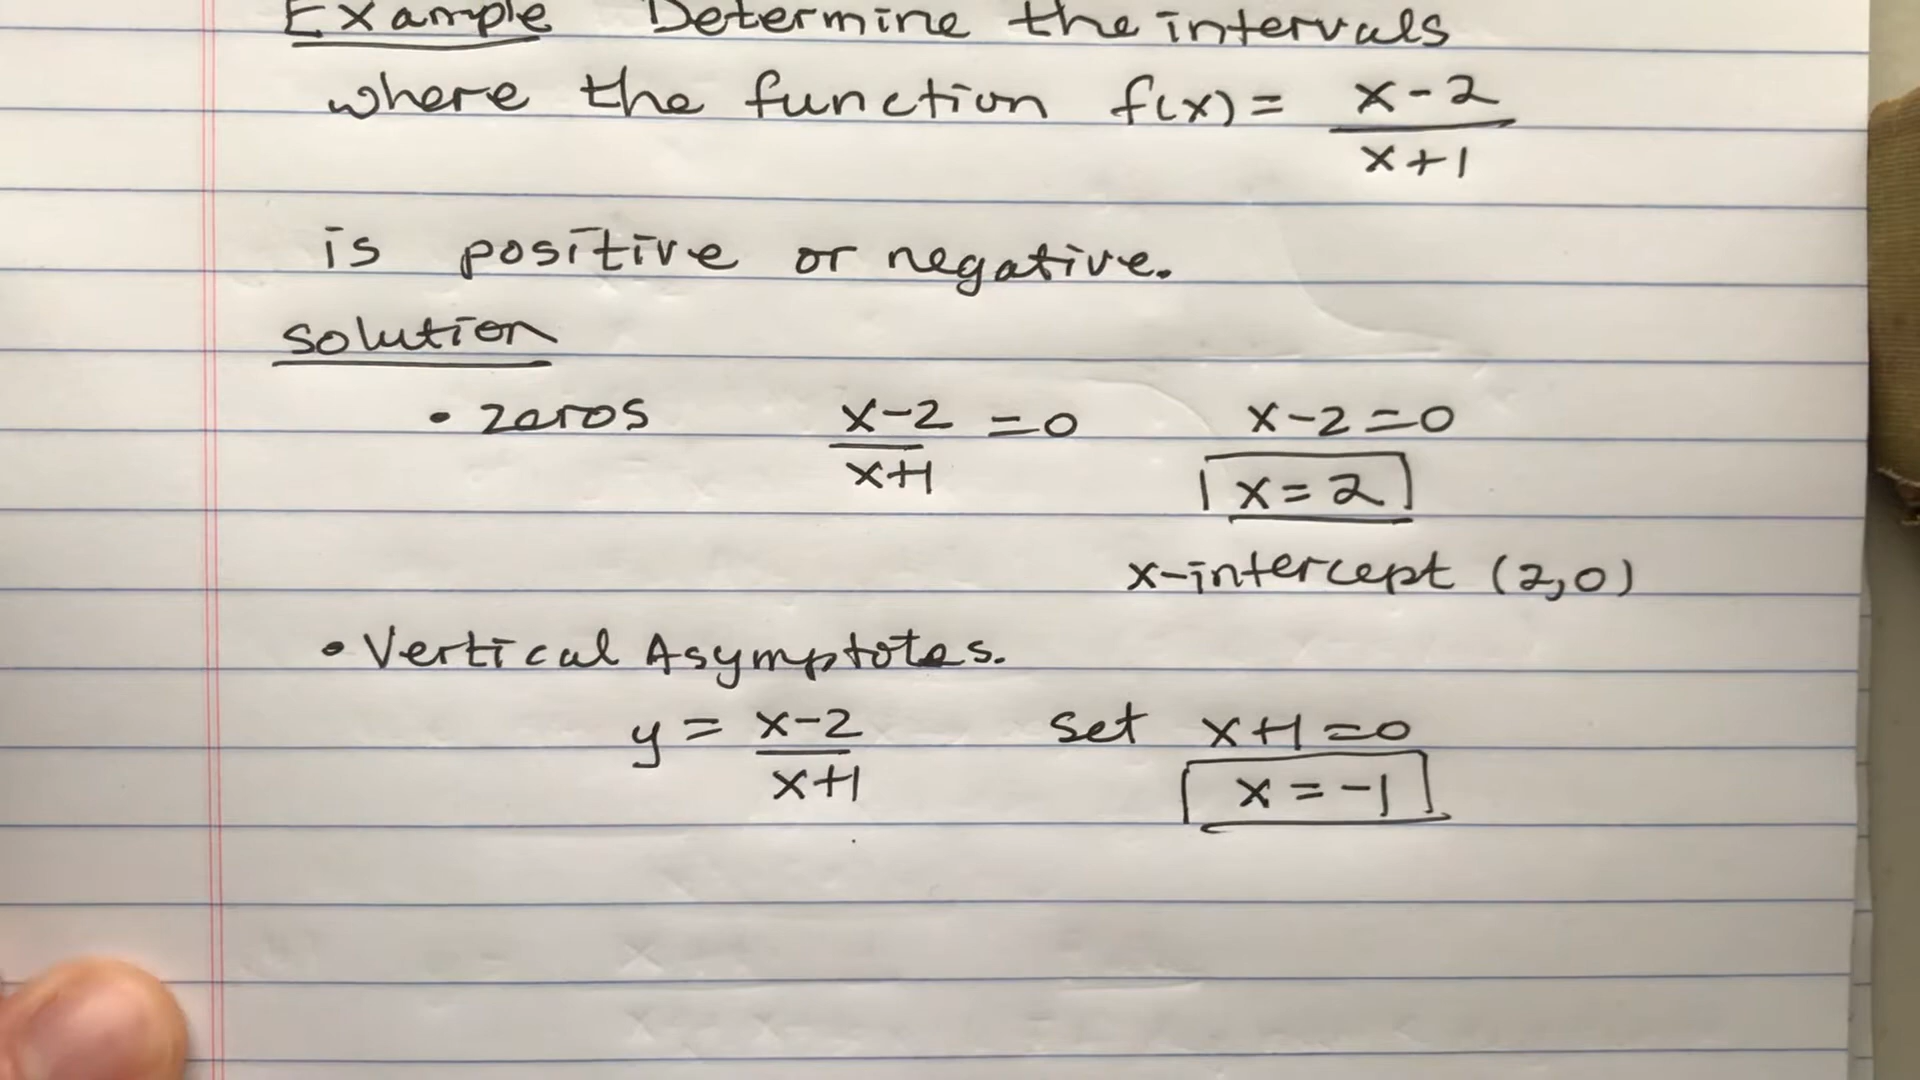 Example Determine the intervals
where the function f(x) = x-2 / x+1
is positive or negative.
Solution
• zeros x-2 / x+1 = 0 x-2=0
x=2
x-intercept (2,0)
• Vertical Asymptotes.
y = x-2 / x+1 set x+1=0
x=-1